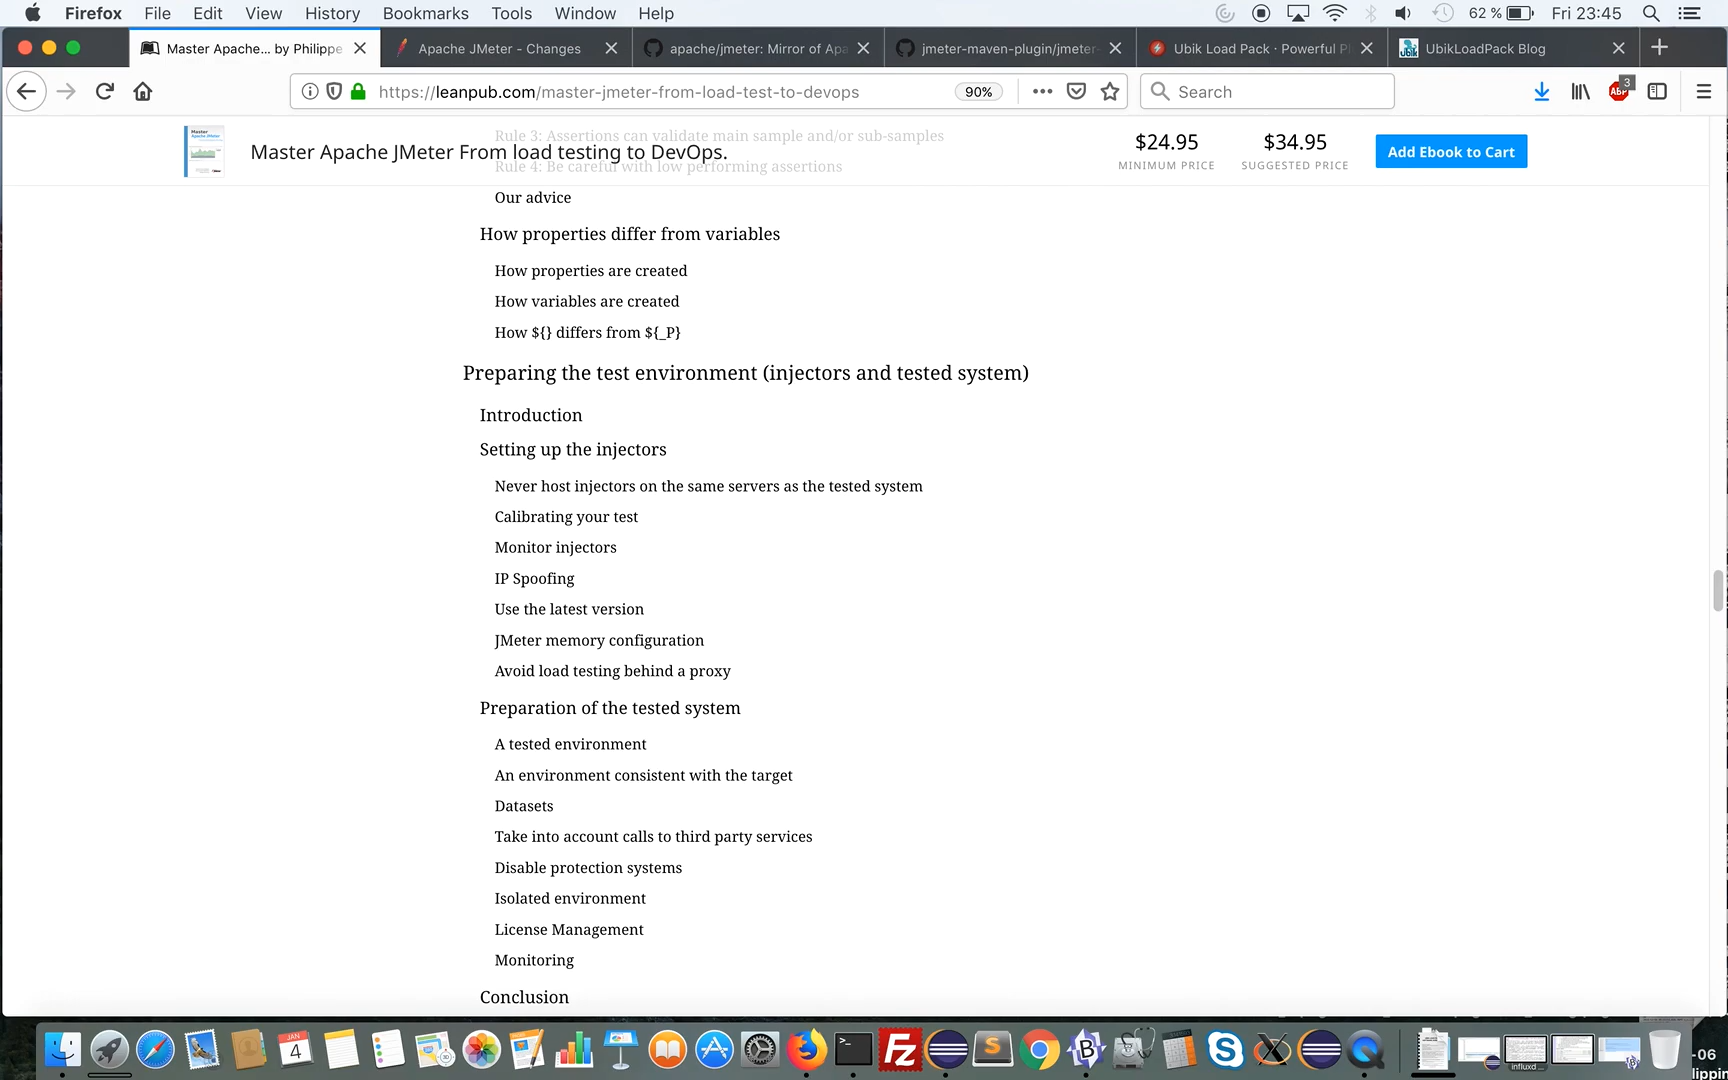 Firefox File Edit View History Bookmarks Tools Window Help 62 % Fri 23:45
Master Apache... by Philippe Apache JMeter - Changes apache/jmeter: Mirror of Apa jmeter-maven-plugin/jmeter- Ubik Load Pack · Powerful Pl UbikLoadPack Blog
https://leanpub.com/master-jmeter-from-load-test-to-devops 90% Search ABP 3
Rule 3: Assertions can validate main sample and/or sub-samples
Master Apache JMeter From load testing to DevOps.
Rule 4: Be careful with low performing assertions
$24.95 $34.95
MINIMUM PRICE SUGGESTED PRICE
Add Ebook to Cart
Our advice
How properties differ from variables
How properties are created
How variables are created
How ${} differs from ${_P}
Preparing the test environment (injectors and tested system)
Introduction
Setting up the injectors
Never host injectors on the same servers as the tested system
Calibrating your test
Monitor injectors
IP Spoofing
Use the latest version
JMeter memory configuration
Avoid load testing behind a proxy
Preparation of the tested system
A tested environment
An environment consistent with the target
Datasets
Take into account calls to third party services
Disable protection systems
Isolated environment
License Management
Monitoring
Conclusion
JAN
4
influxd
-06
lippin